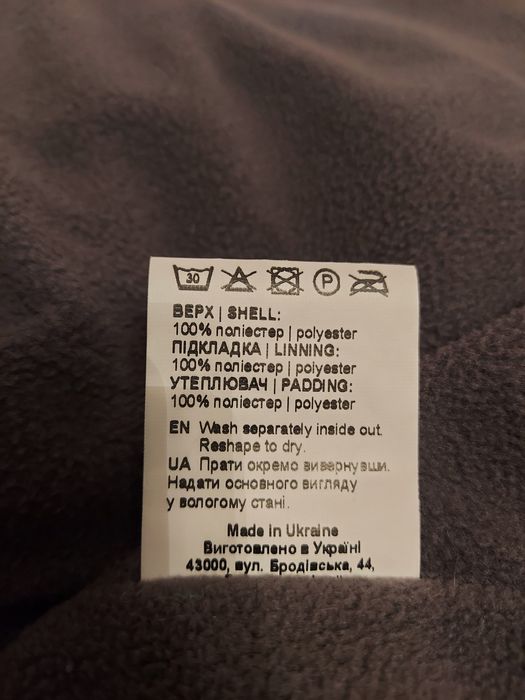 30 P
ВЕРХ | SHELL:
100% поліестер | polyester
ПІДКЛАДКА | LINNING:
100% поліестер | polyester
УТЕПЛЮВАЧ | PADDING:
100% поліестер | polyester
EN Wash separately inside out.
Reshape to dry.
UA Прати окремо вивернувши.
Надати основного вигляду
у вологому стані.
Made in Ukraine
Виготовлено в Україні
43000, вул. Бродівська, 44,